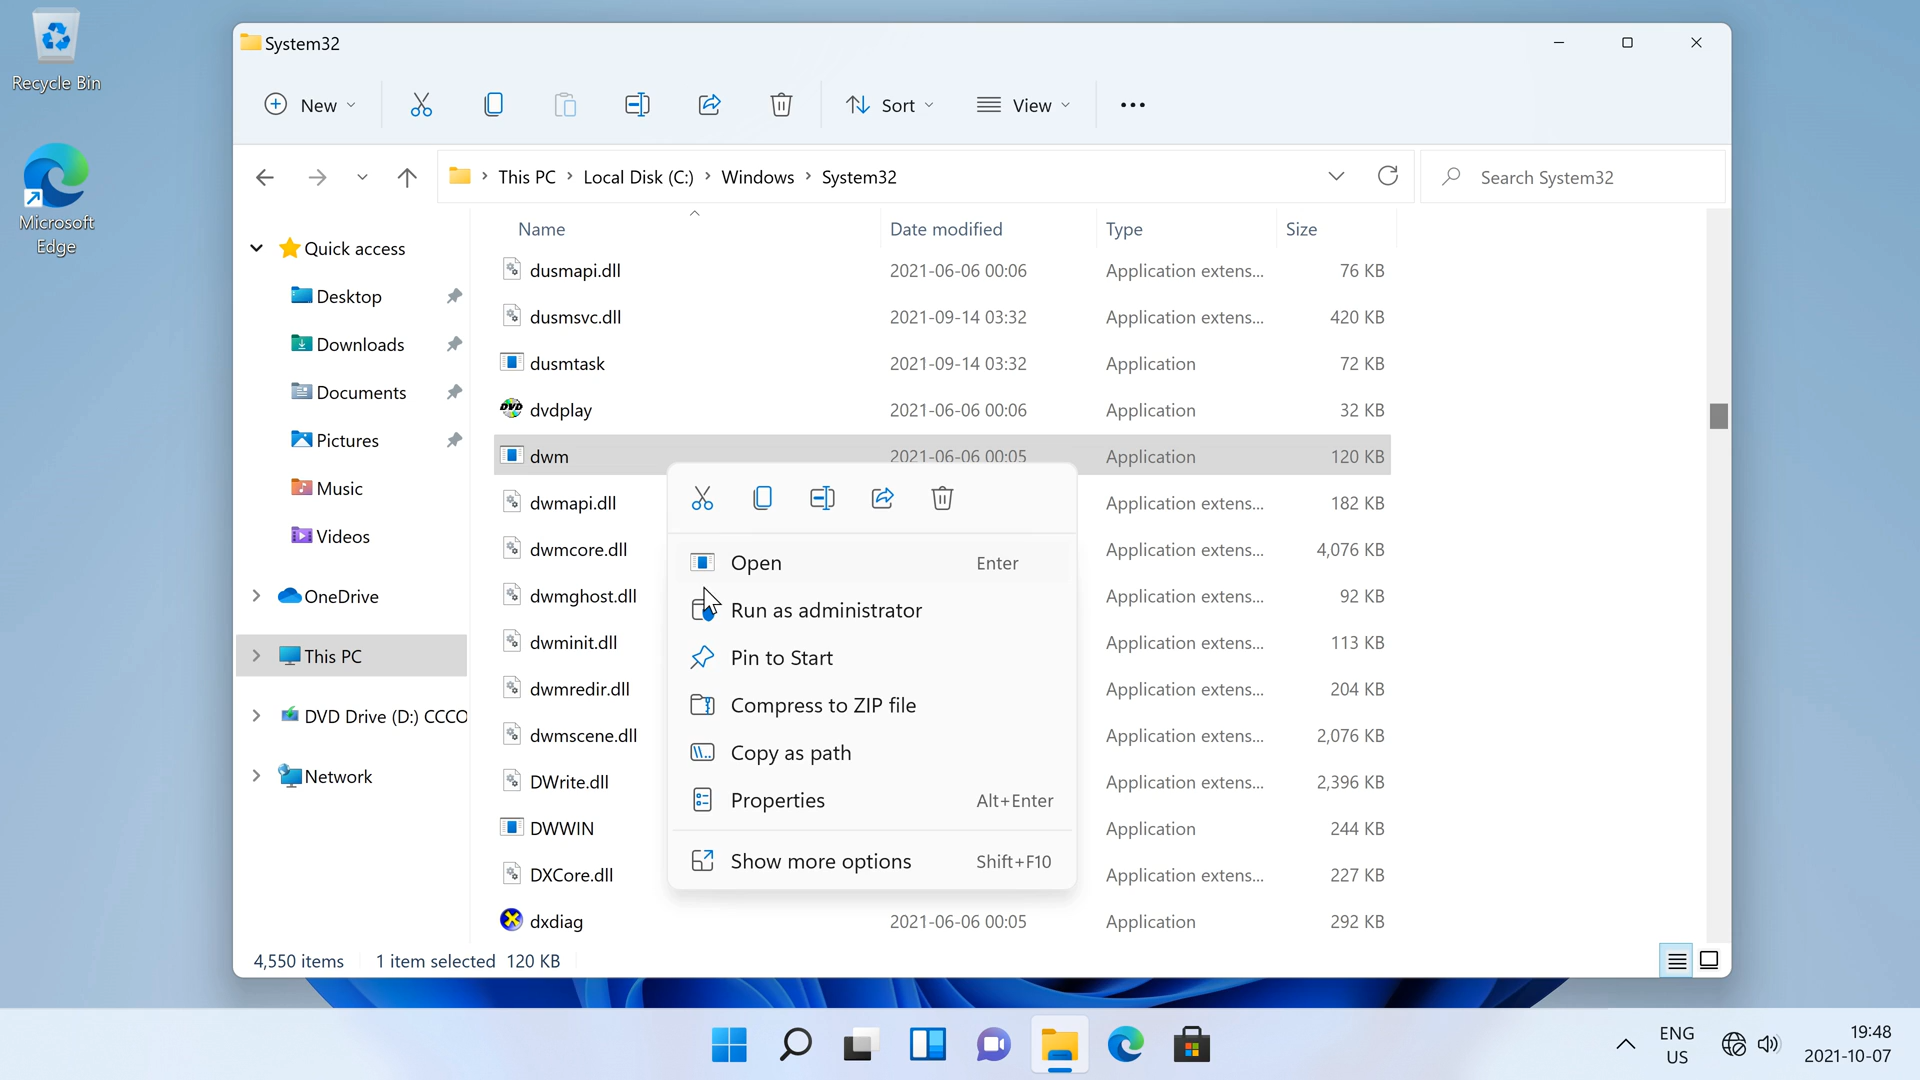 Recycle Bin
Microsoft
Edge
System32
New
Sort
View
This PC
Local Disk (C:)
Windows
System32
Search System32
Quick access
Desktop
Downloads
Documents
Pictures
Music
Videos
OneDrive
This PC
DVD Drive (D:) CCCO
Network
Name Date modified Type Size
dusmapi.dll 2021-06-06 00:06 Application extens... 76 KB
dusmsvc.dll 2021-09-14 03:32 Application extens... 420 KB
dusmtask 2021-09-14 03:32 Application 72 KB
DVD dvdplay 2021-06-06 00:06 Application 32 KB
dwm 2021-06-06 00:05 Application 120 KB
dwmapi.dll Application extens... 182 KB
dwmcore.dll Application extens... 4,076 KB
dwmghost.dll Application extens... 92 KB
dwminit.dll Application extens... 113 KB
dwmredir.dll Application extens... 204 KB
dwmscene.dll Application extens... 2,076 KB
DWrite.dll Application extens... 2,396 KB
DWWIN Application 244 KB
DXCore.dll Application extens... 227 KB
dxdiag 2021-06-06 00:05 Application 292 KB
Open Enter
Run as administrator
Pin to Start
Compress to ZIP file
Copy as path
Properties Alt+Enter
Show more options Shift+F10
4,550 items 1 item selected 120 KB
ENG
US
19:48
2021-10-07